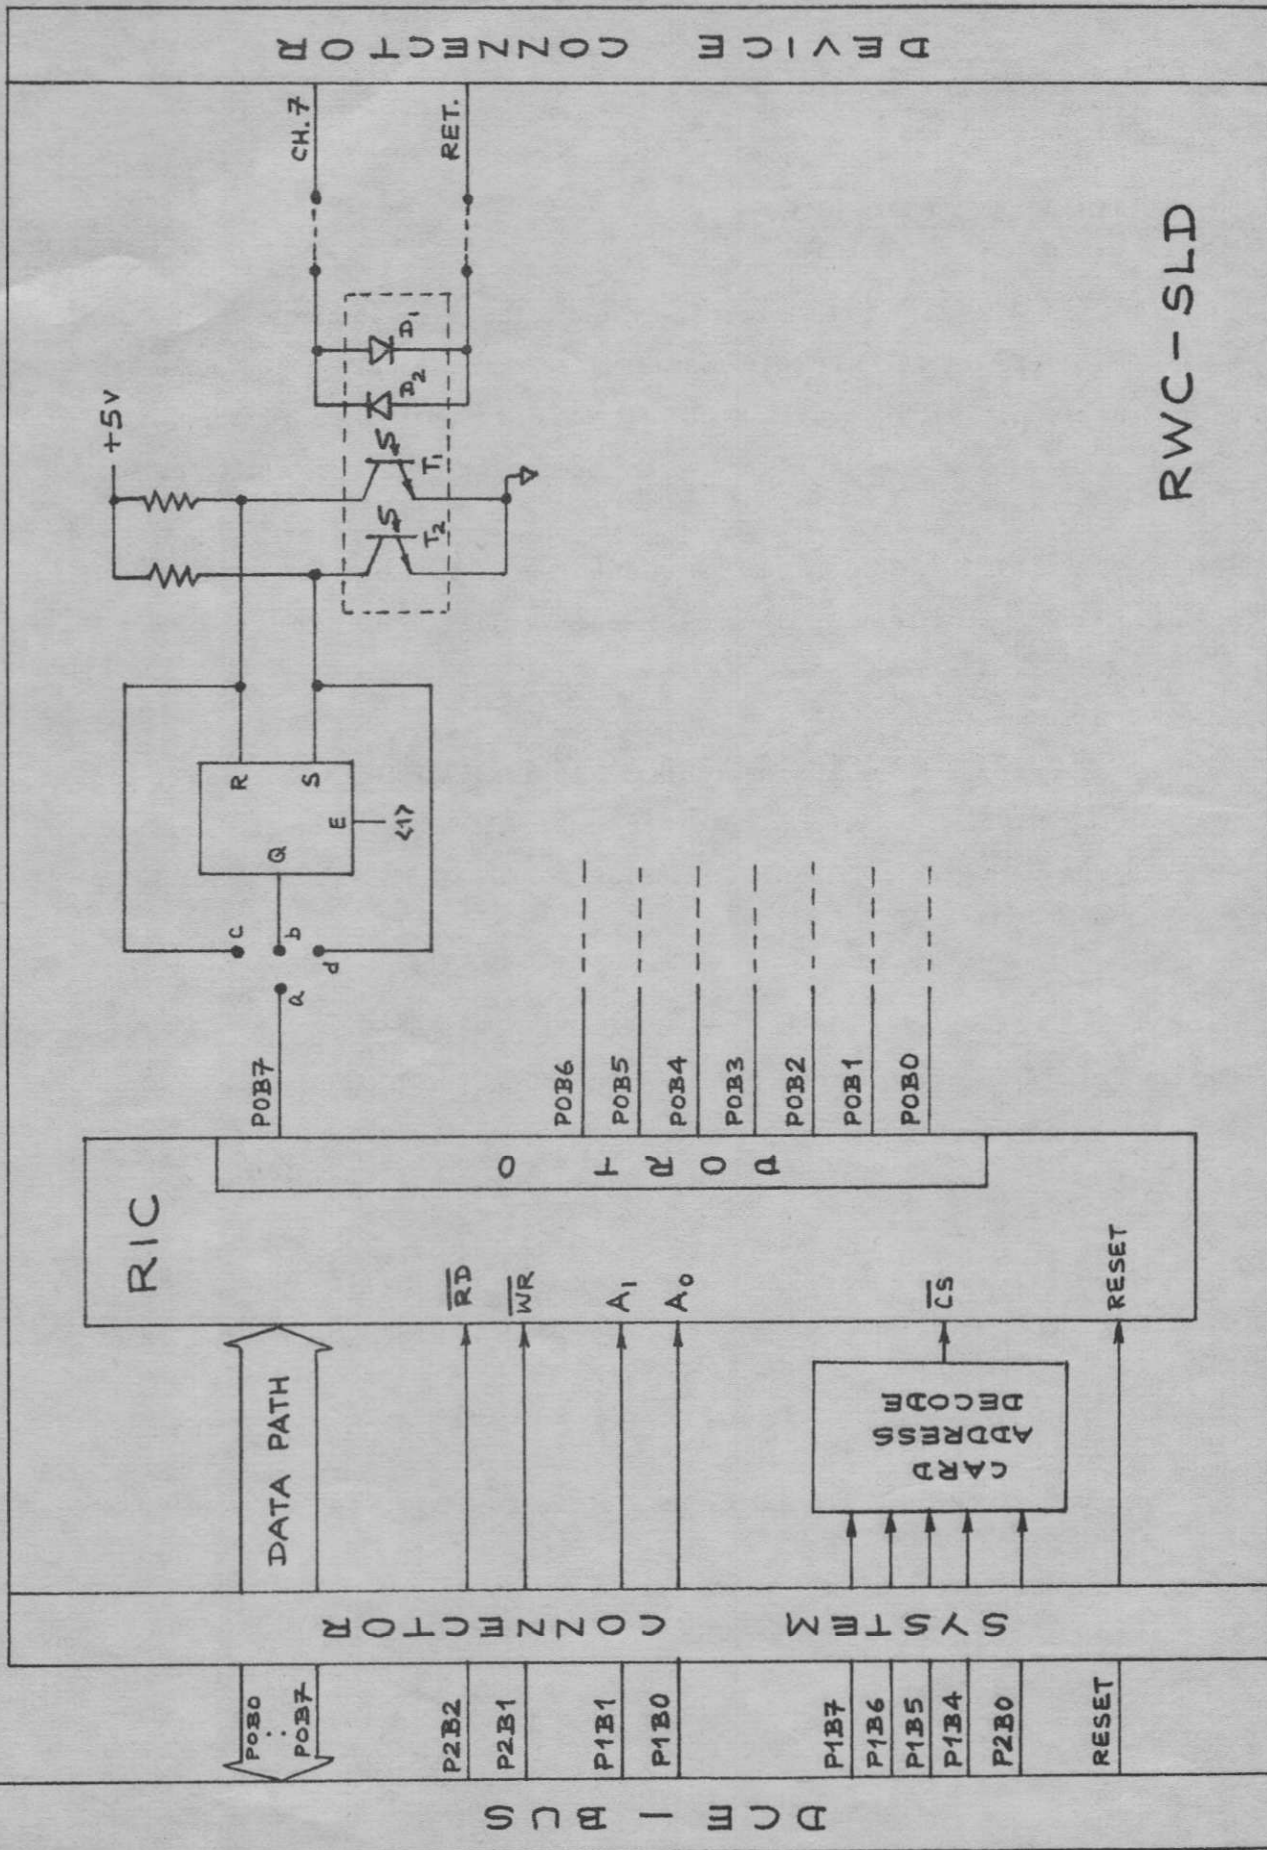 DCE - BUS
P0B0
:
P0B7
P2B2
P2B1
P1B1
P1B0
P1B7
P1B6
P1B5
P1B4
P2B0
RESET
SYSTEM CONNECTOR
DATA PATH
CARD
ADDRESS
DECODE
RIC
RD
WR
A1
A0
CS
RESET
PORT 0
P0B7
P0B6
P0B5
P0B4
P0B3
P0B2
P0B1
P0B0
a
b
c
d
Q
R
S
E
<1>
+5V
T2
T1
D2
D1
CH.7
RET.
DEVICE CONNECTOR
RWC-SLD